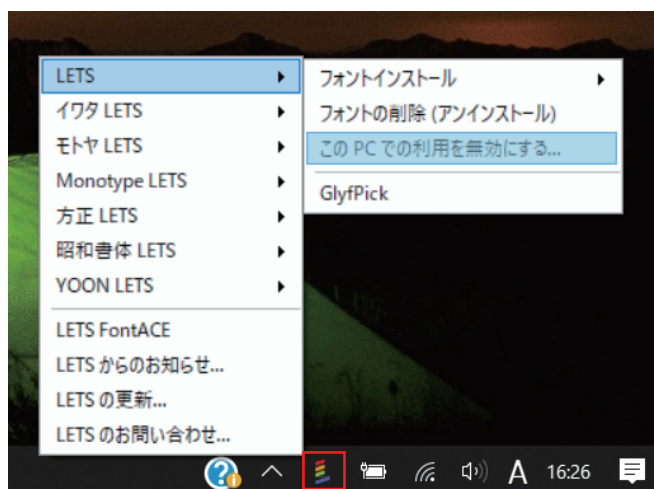 LETS
イワタ LETS
モトヤ LETS
Monotype LETS
方正 LETS
昭和書体 LETS
YOON LETS
LETS FontACE
LETS からのお知らせ...
LETS の更新...
LETS のお問い合わせ...
フォントインストール
フォントの削除 (アンインストール)
この PC での利用を無効にする...
GlyfPick
A 16:26